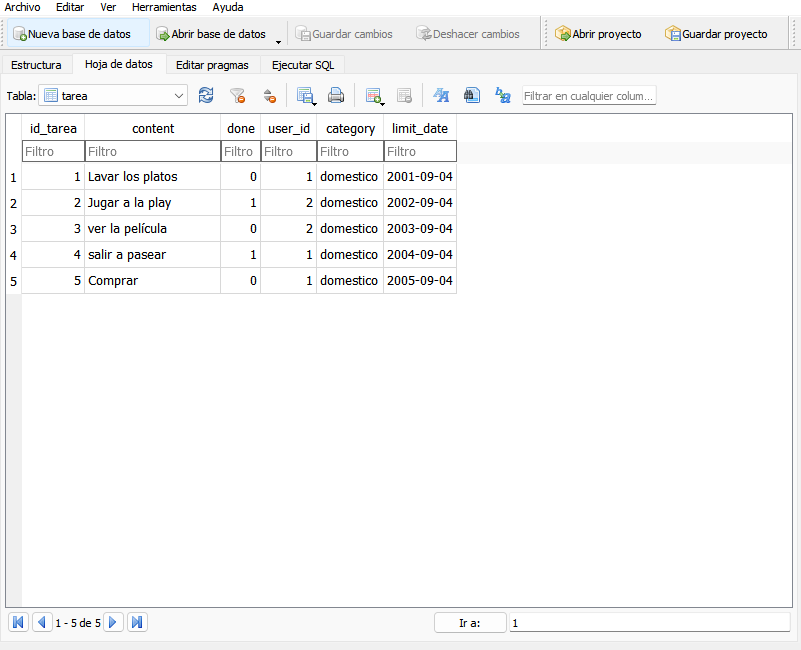 Archivo Editar Ver Herramientas Ayuda
Nueva base de datos Abrir base de datos Guardar cambios Deshacer cambios Abrir proyecto Guardar proyecto
Estructura Hoja de datos Editar pragmas Ejecutar SQL
Tabla: tarea Filtrar en cualquier colum...
id_tarea content done user_id category limit_date
Filtro Filtro Filtro Filtro Filtro Filtro
1 1 Lavar los platos 0 1 domestico 2001-09-04
2 2 Jugar a la play 1 2 domestico 2002-09-04
3 3 ver la película 0 2 domestico 2003-09-04
4 4 salir a pasear 1 1 domestico 2004-09-04
5 5 Comprar 0 1 domestico 2005-09-04
1 - 5 de 5 Ir a: 1